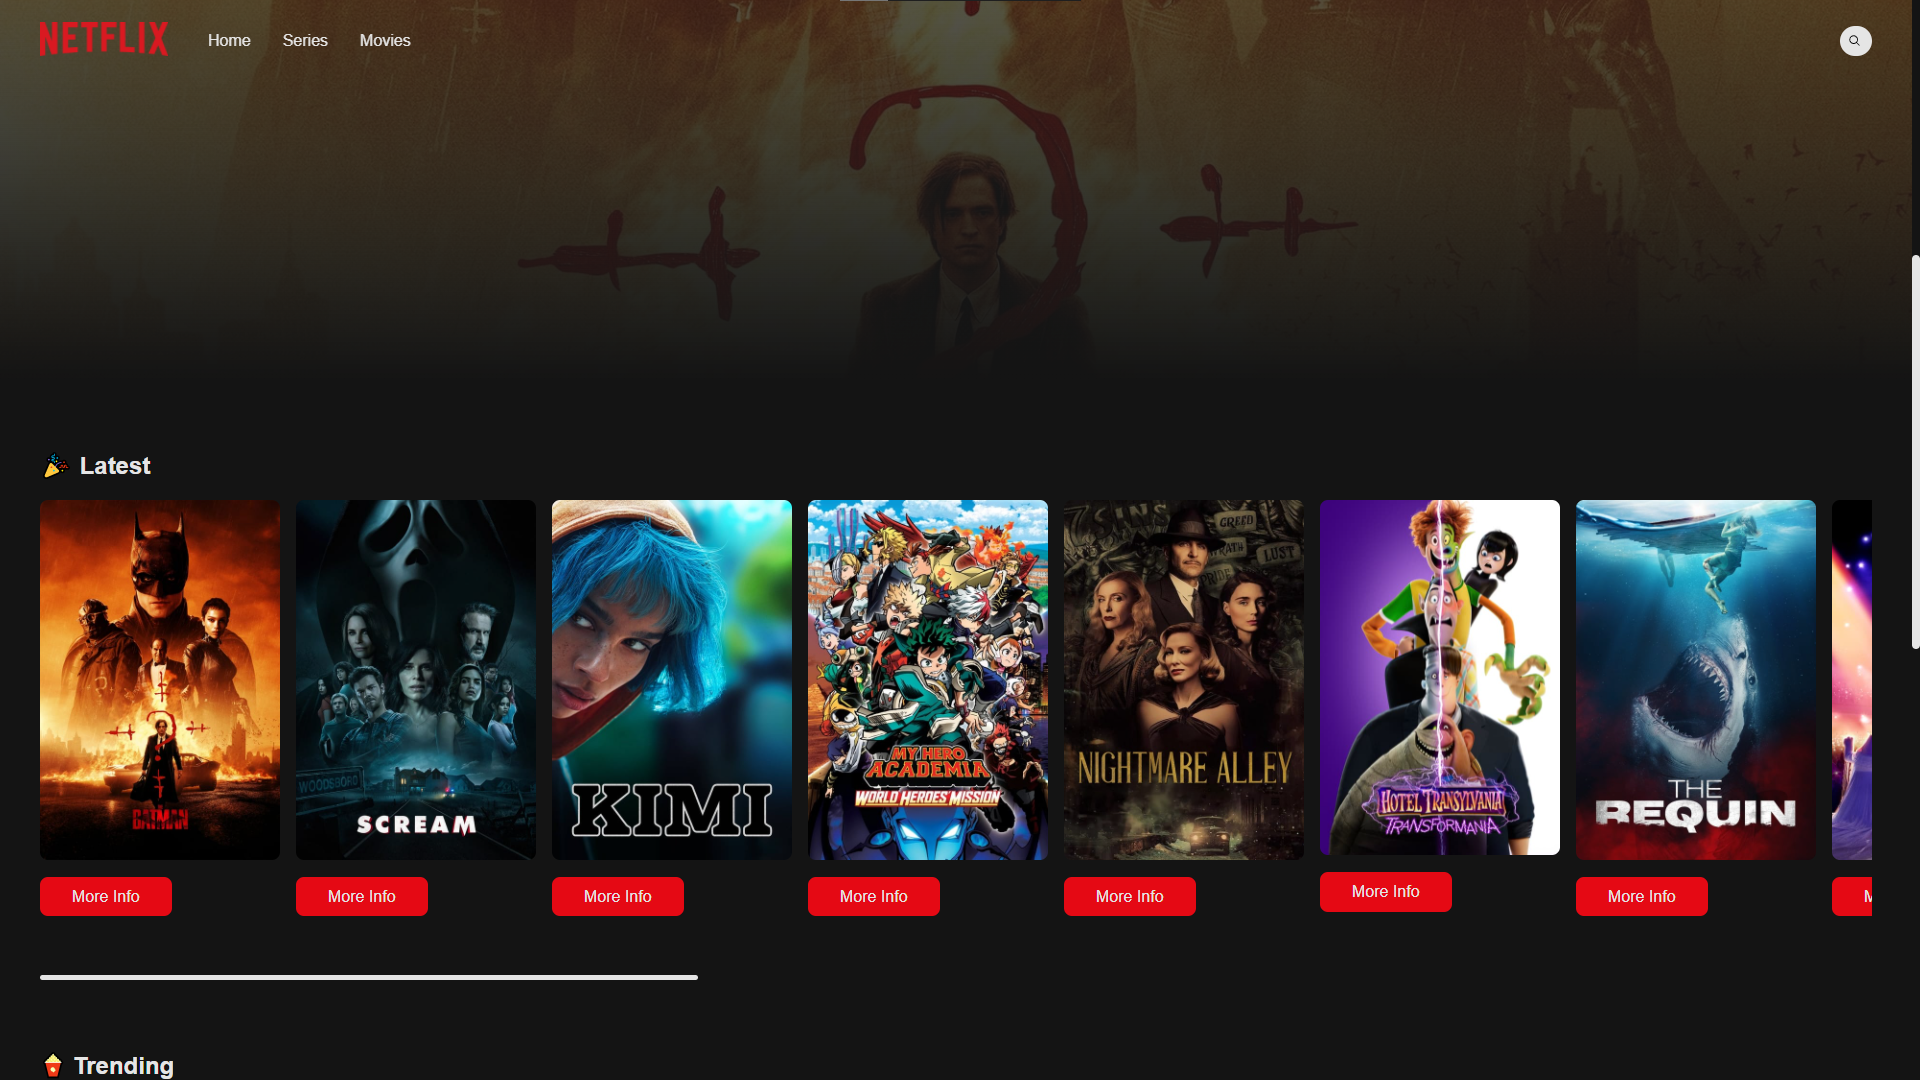 NETFLIX Home Series Movies
🎉 Latest
THE BATMAN
WOODSBORO
SCREAM
KIMI
MY HERO ACADEMIA
WORLD HEROES' MISSION
SINS GREED
WRATH LUST
PRIDE
NIGHTMARE ALLEY
HOTEL TRANSYLVANIA
TRANSFORMANIA
THE
REQUIN
More Info More Info More Info More Info More Info More Info More Info M
🍿 Trending